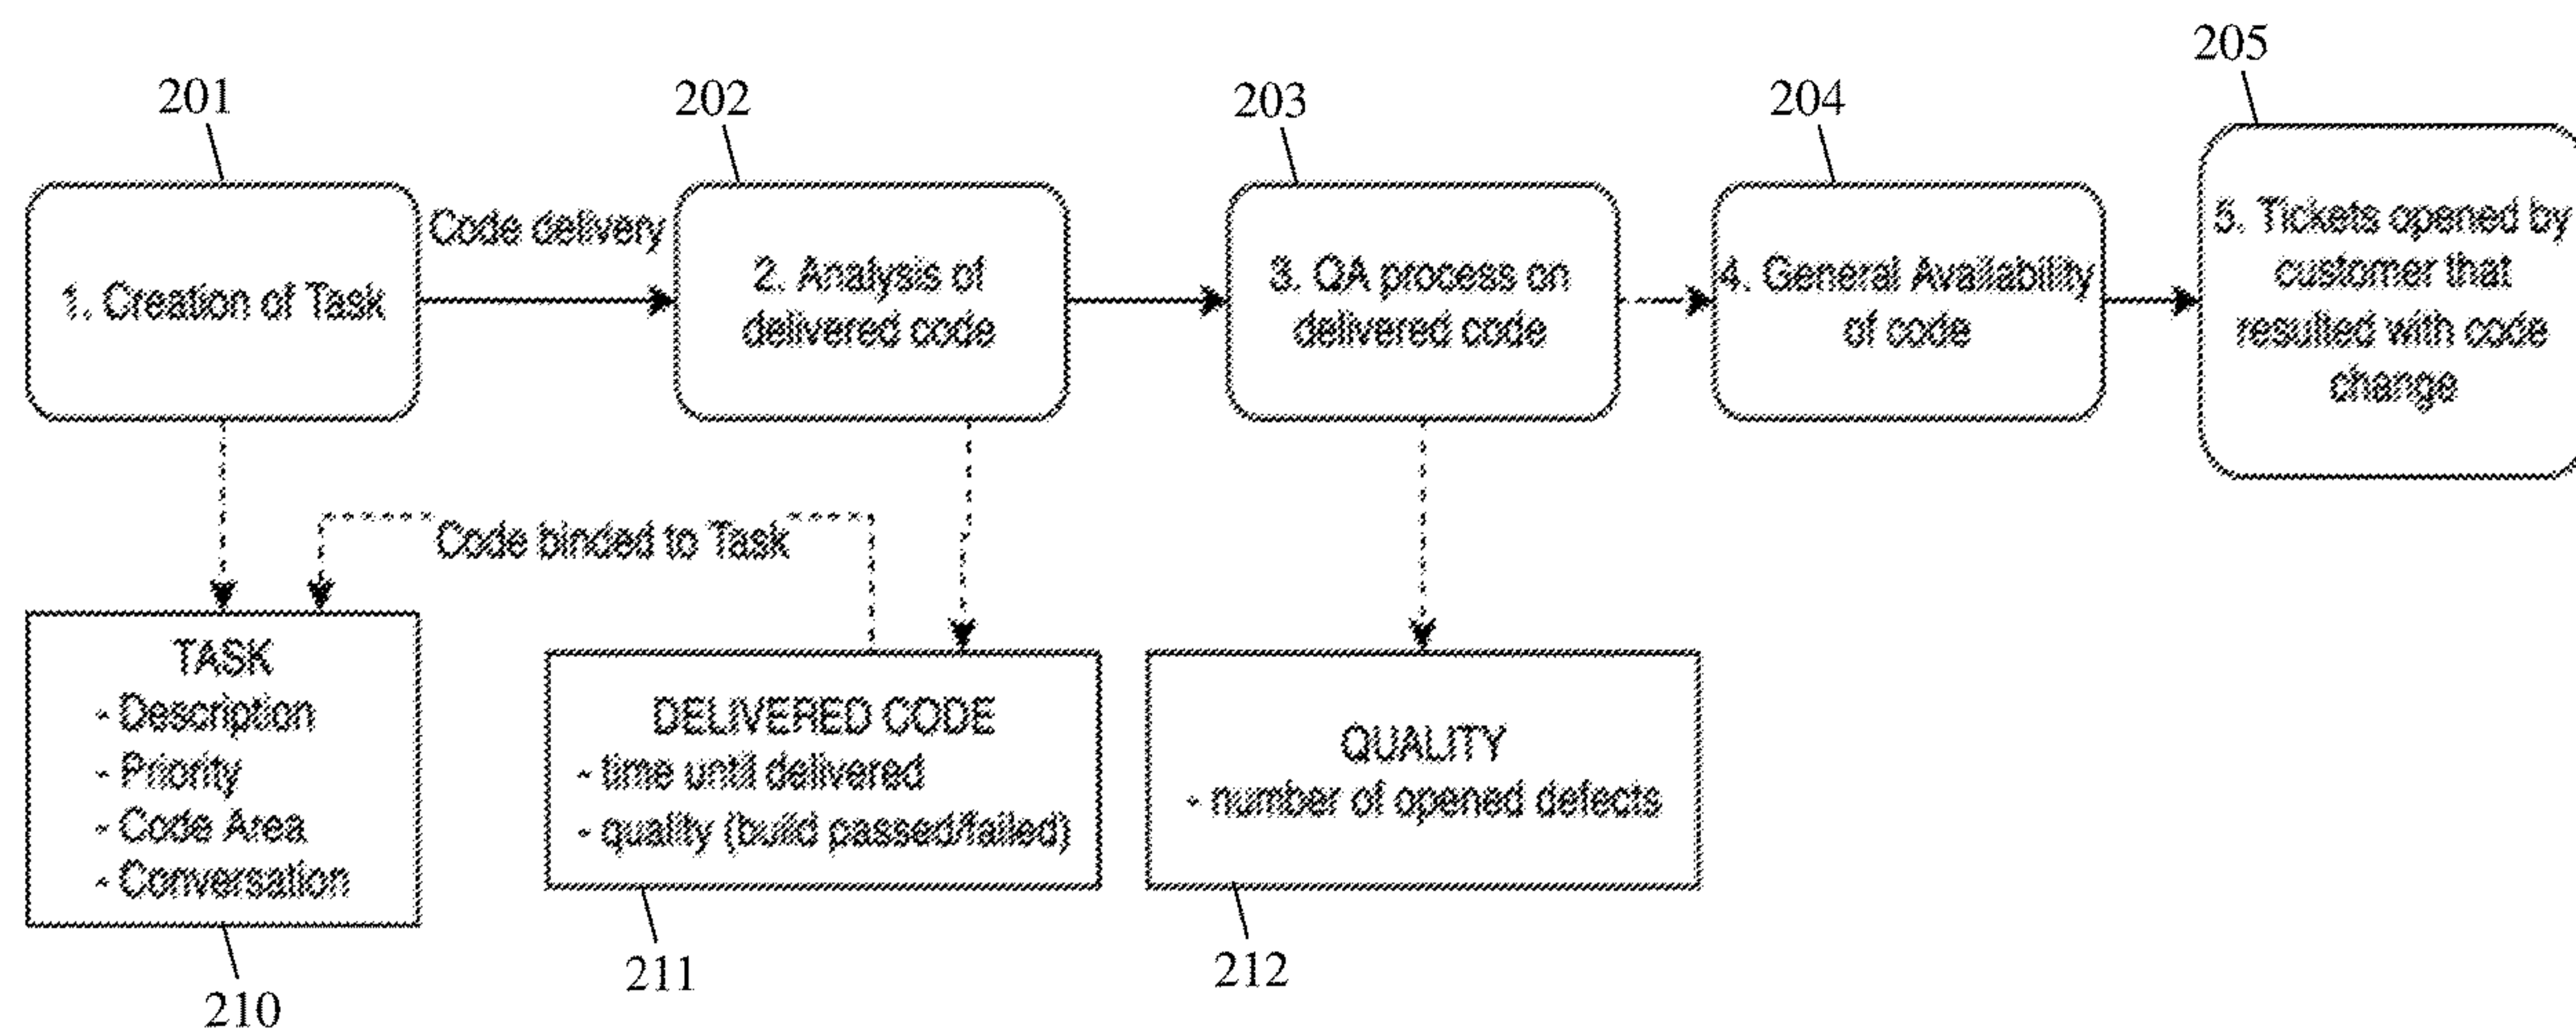 205
201
202
203
204
1. Creation of Task
Code delivery
2. Analysis of
delivered code
3. QA process on
delivered code
4. General Availability
of code
5. Tickets opened by
customer that
resulted with code
change
Code binded to Task
TASK
- Description
- Priority
- Code Area
- Conversation
DELIVERED CODE
- time until delivered
- quality (build passed/failed)
QUALITY
- number of opened defects
210
211
212